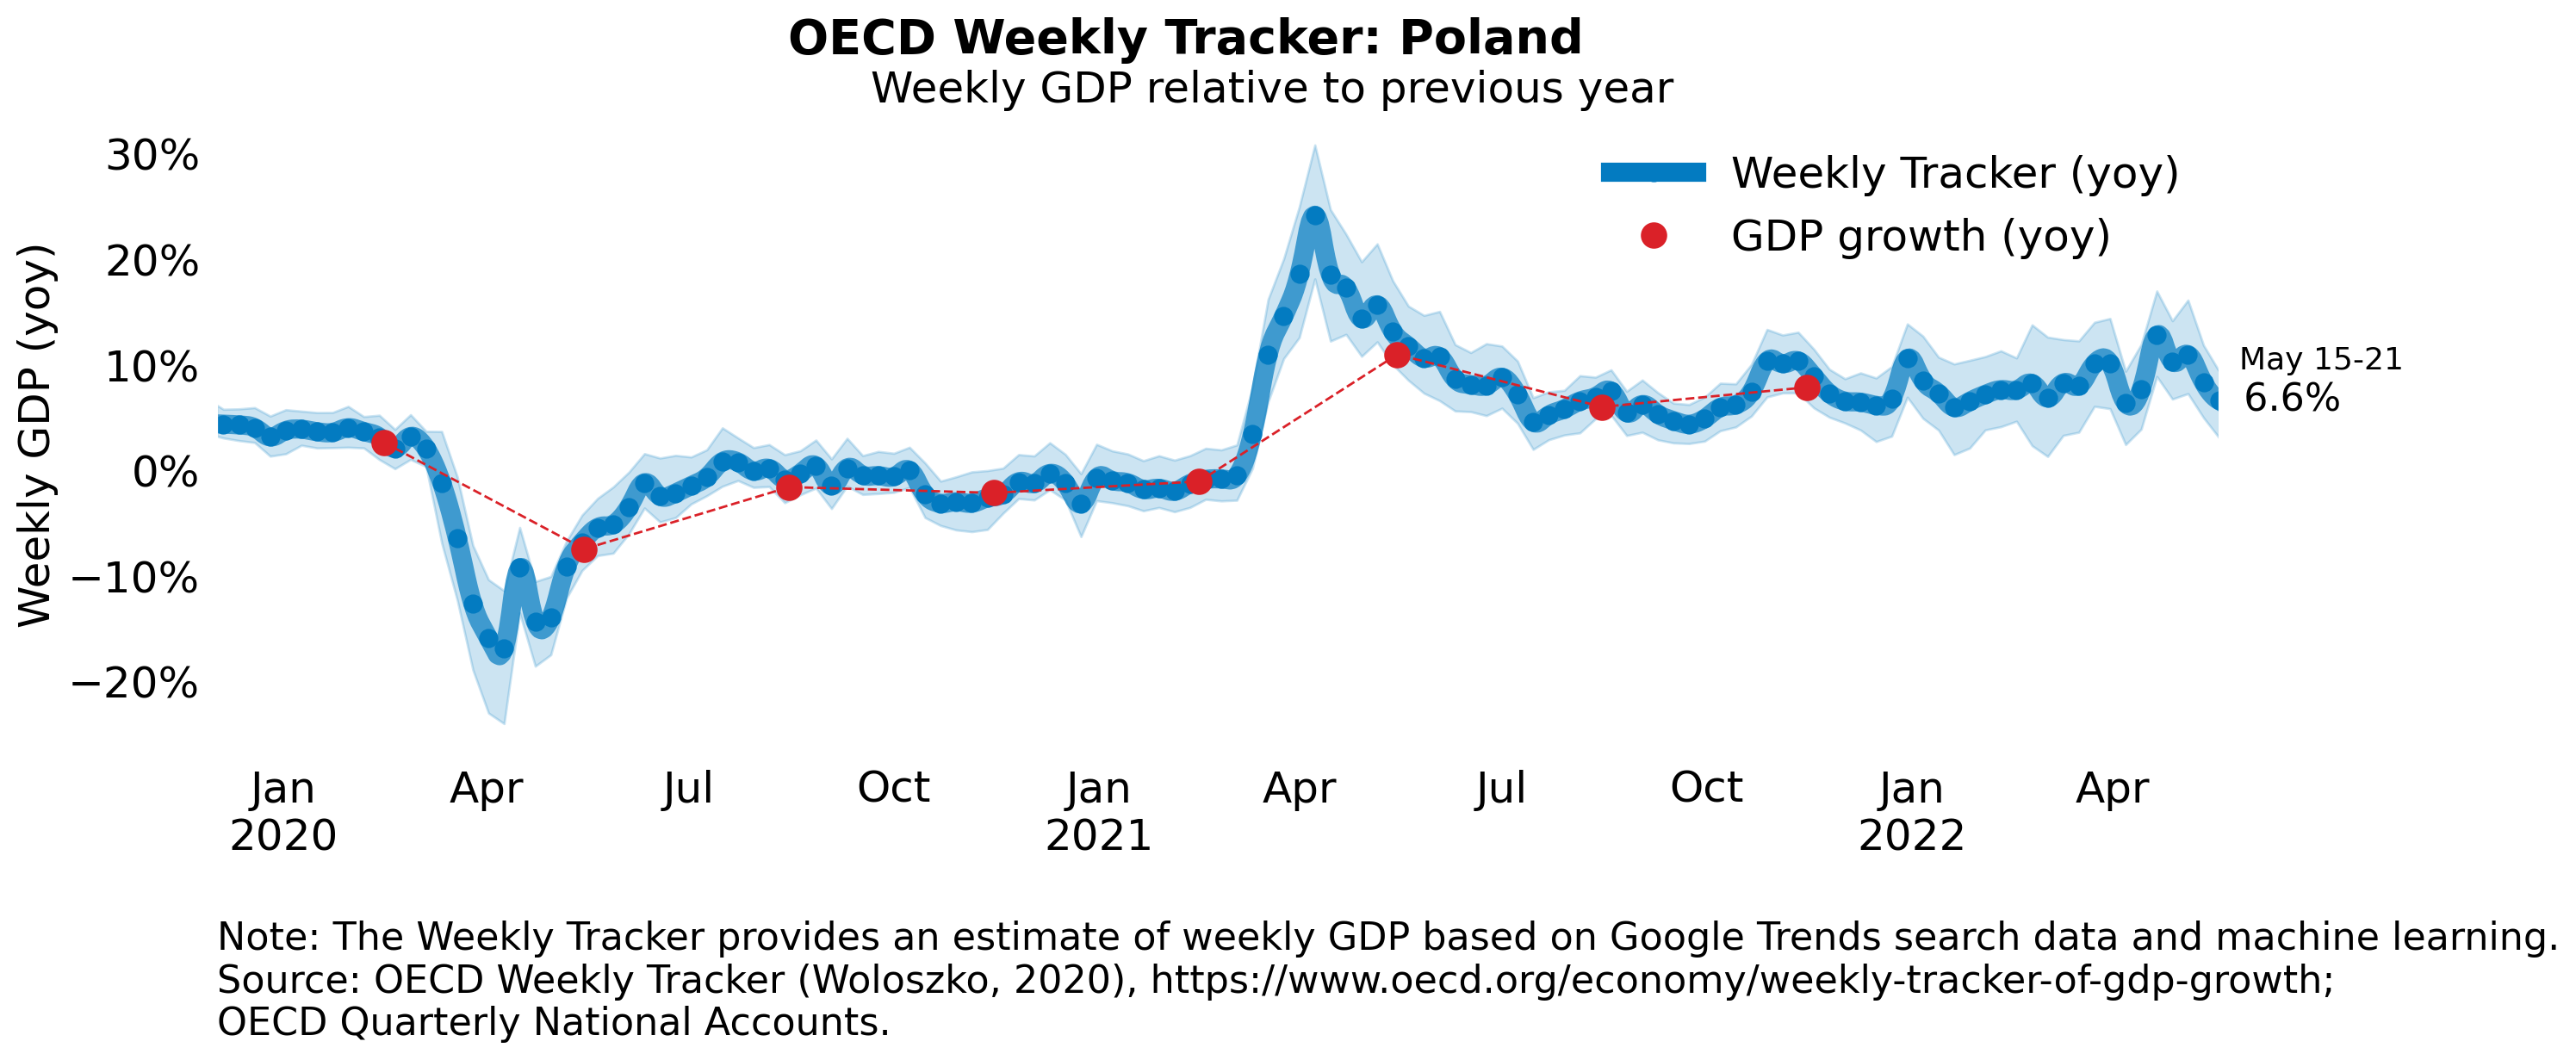 OECD Weekly Tracker: Poland
Weekly GDP relative to previous year
Weekly GDP (yoy)
30%
20%
10%
0%
−10%
−20%
Weekly Tracker (yoy)
GDP growth (yoy)
May 15-21
6.6%
Jan Apr Jul Oct Jan Apr Jul Oct Jan Apr
2020 2021 2022
Note: The Weekly Tracker provides an estimate of weekly GDP based on Google Trends search data and machine learning.
Source: OECD Weekly Tracker (Woloszko, 2020), https://www.oecd.org/economy/weekly-tracker-of-gdp-growth;
OECD Quarterly National Accounts.